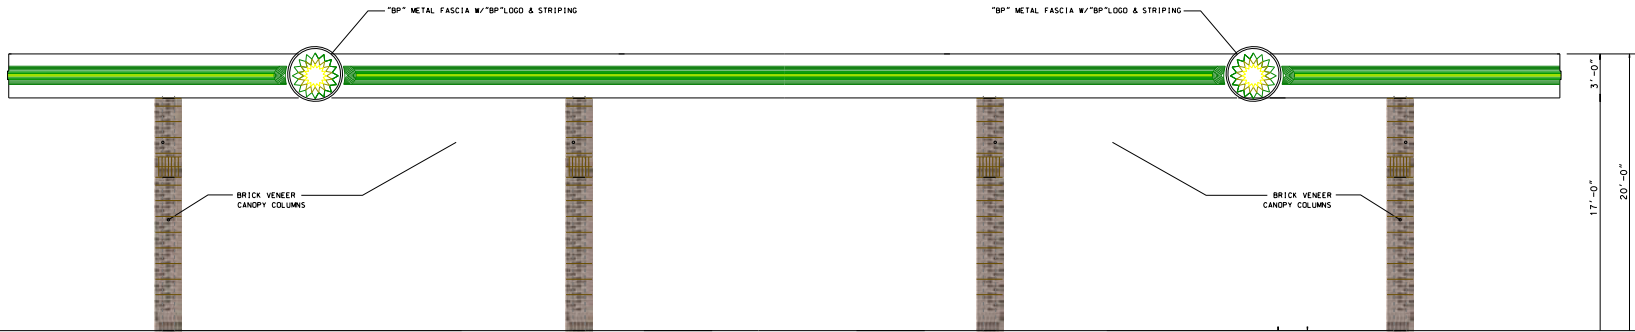 "BP" METAL FASCIA W/"BP"LOGO & STRIPING
"BP" METAL FASCIA W/"BP"LOGO & STRIPING
3'-0"
BRICK VENEER
CANOPY COLUMNS
BRICK VENEER
CANOPY COLUMNS
17'-0"
20'-0"